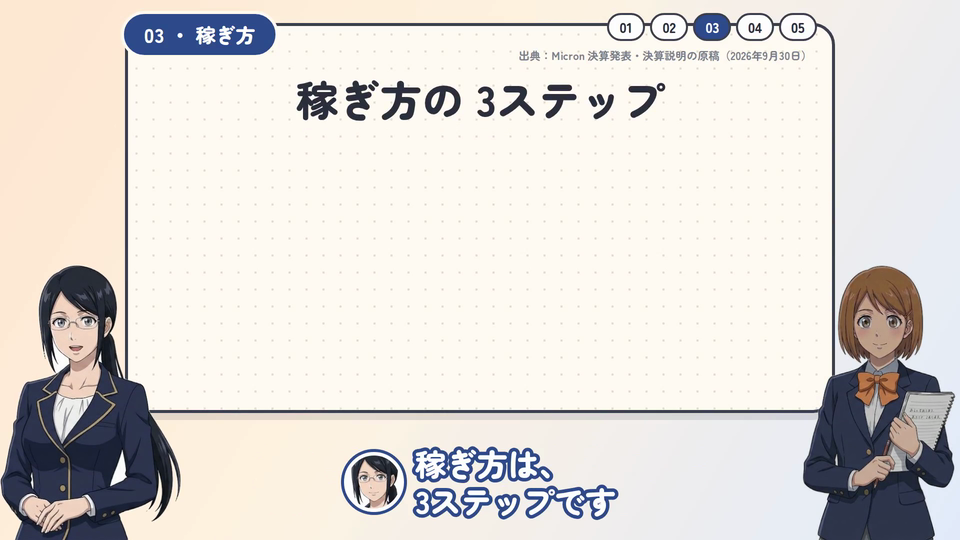 03 ・ 稼ぎ方
01 02 03 04 05
出典：Micron 決算発表・決算説明の原稿（2026年9月30日）
稼ぎ方の 3ステップ
稼ぎ方は、
3ステップです